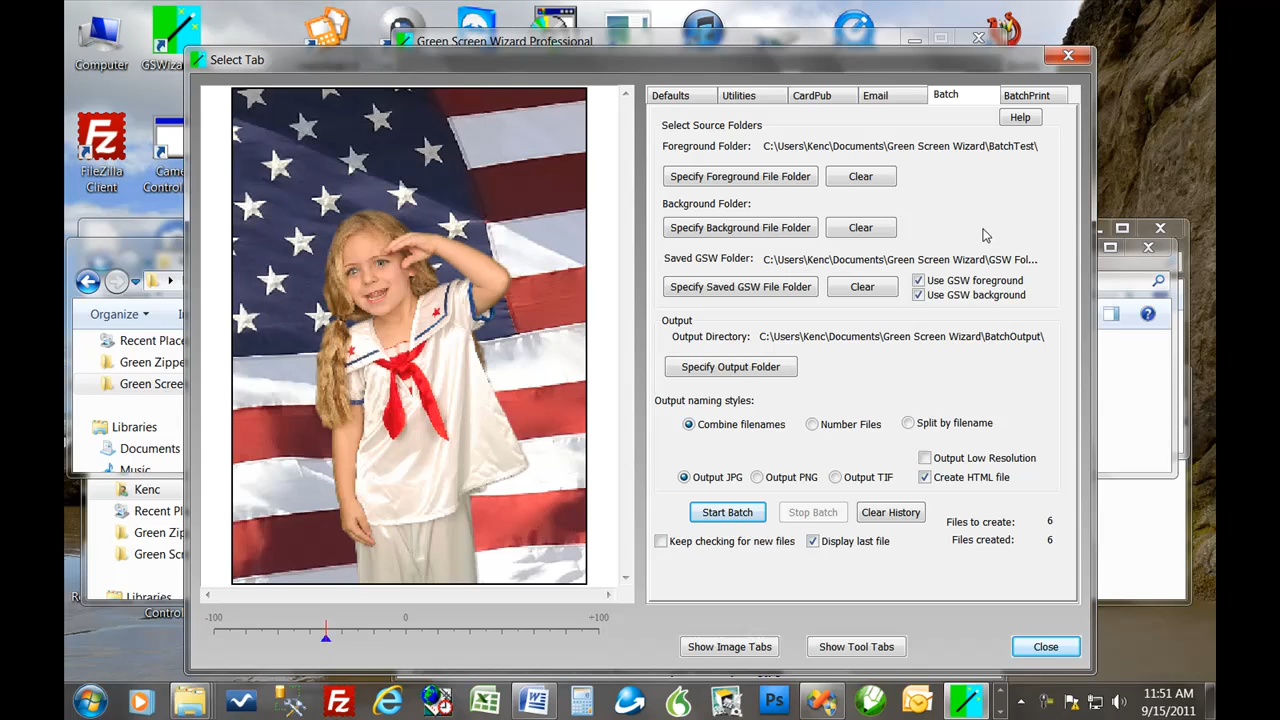 Computer
GSWiza
Green Screen Wizard Professional
Select Tab
FileZilla
Client
Came
Control
Defaults
Utilities
CardPub
Email
Batch
BatchPrint
Help
Select Source Folders
Foreground Folder: C:\Users\Kenc\Documents\Green Screen Wizard\BatchTest\
Specify Foreground File Folder
Clear
Background Folder:
Specify Background File Folder
Clear
Saved GSW Folder: C:\Users\Kenc\Documents\Green Screen Wizard\GSW Fol...
Specify Saved GSW File Folder
Clear
Use GSW foreground
Use GSW background
Output
Output Directory: C:\Users\Kenc\Documents\Green Screen Wizard\BatchOutput\
Specify Output Folder
Output naming styles:
Combine filenames
Number Files
Split by filename
Output Low Resolution
Output JPG
Output PNG
Output TIF
Create HTML file
Start Batch
Stop Batch
Clear History
Files to create: 6
Files created: 6
Keep checking for new files
Display last file
-100
0
+100
Show Image Tabs
Show Tool Tabs
Close
Organize
Recent Place
Green Zippe
Green Scree
Libraries
Documents
Music
Kenc
Recent P
Green Zi
Green Scr
Libraries
Control
11:51 AM
9/15/2011